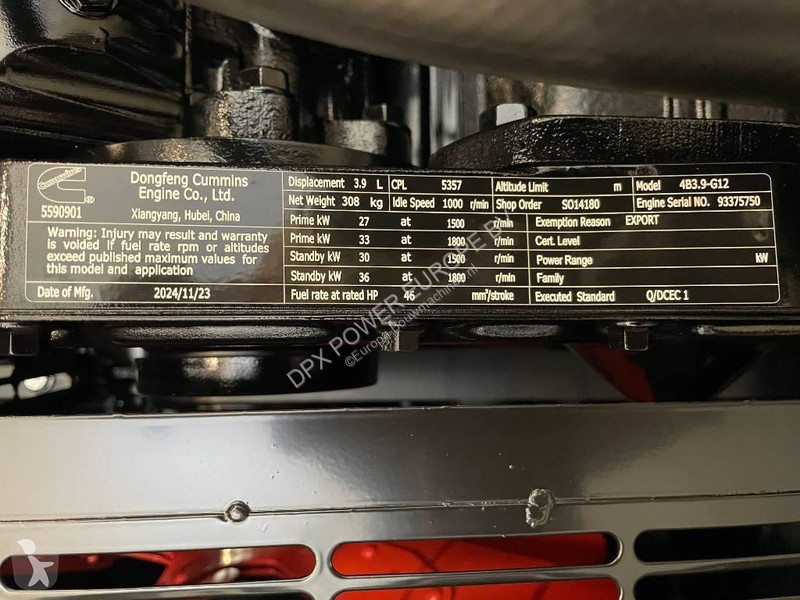 Cummins
5590901
Dongfeng Cummins
Engine Co., Ltd.
Xiangyang, Hubei, China
Warning: Injury may result and warranty
is voided if fuel rate rpm or altitudes
exceed published maximum values for
this model and application
Date of Mfg. 2024/11/23
Displacement 3.9 L CPL 5357 Altitude Limit m Model 4B3.9-G12
Net Weight 308 kg Idle Speed 1000 r/min Shop Order SO14180 Engine Serial NO. 93375750
Prime kW 27 at 1500 r/min Exemption Reason EXPORT
Prime kW 33 at 1800 r/min Cert. Level
Standby kW 30 at 1500 r/min Power Range kW
Standby kW 36 at 1800 r/min Family
Fuel rate at rated HP 46 mm³/stroke Executed Standard Q/DCEC 1
DPX POWER EUROPE BV
©Europa-bouwmachines.nl